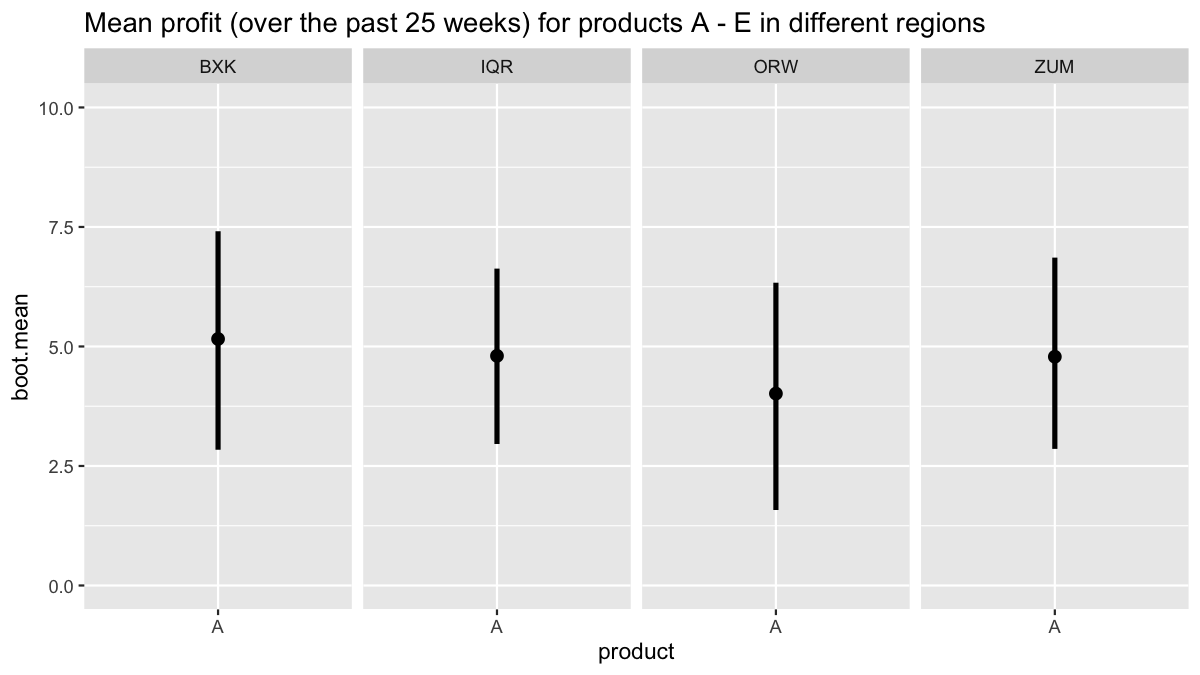 Mean profit (over the past 25 weeks) for products A - E in different regions
BXK IQR ORW ZUM
10.0
7.5
5.0
2.5
0.0
boot.mean
A A A A
product